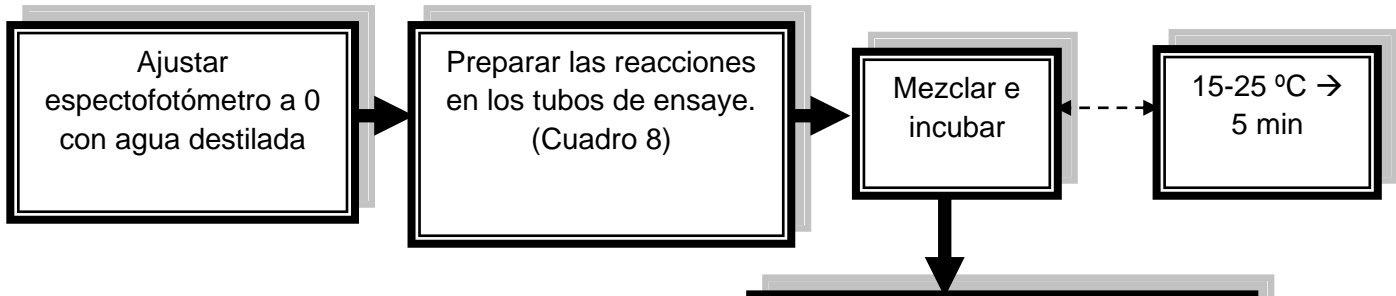 Ajustar
espectofotómetro a 0
con agua destilada
Preparar las reacciones
en los tubos de ensaye.
(Cuadro 8)
Mezclar e
incubar
15-25 ºC →
5 min